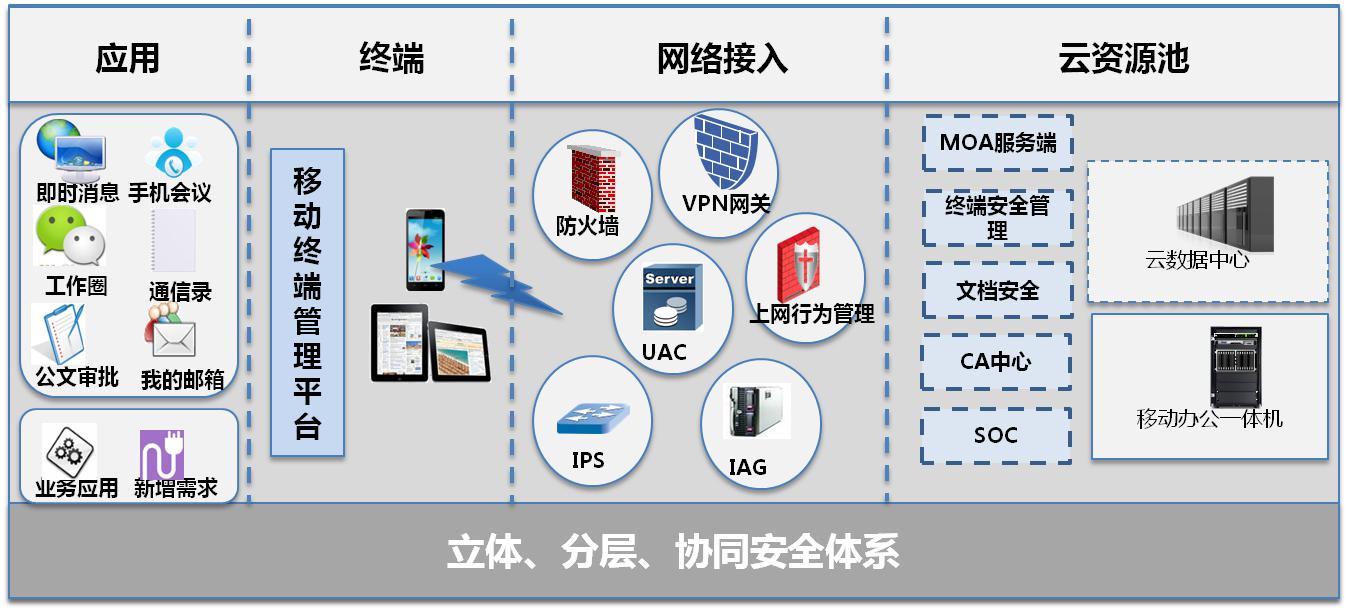 应用
终端
网络接入
云资源池
即时消息
手机会议
工作圈
通信录
公文审批
我的邮箱
业务应用
新增需求
移
动
终
端
管
理
平
台
防火墙
VPN网关
Server
UAC
上网行为管理
IPS
IAG
MOA服务端
终端安全管
理
文档安全
CA中心
SOC
云数据中心
移动办公一体机
立体、分层、协同安全体系